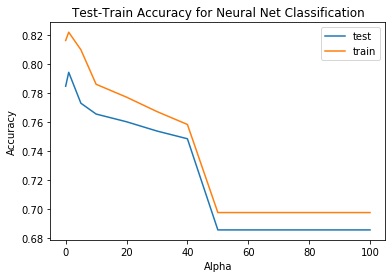 Test-Train Accuracy for Neural Net Classification
test
train
0.82
0.80
0.78
0.76
0.74
0.72
0.70
0.68
Accuracy
0 20 40 60 80 100
Alpha